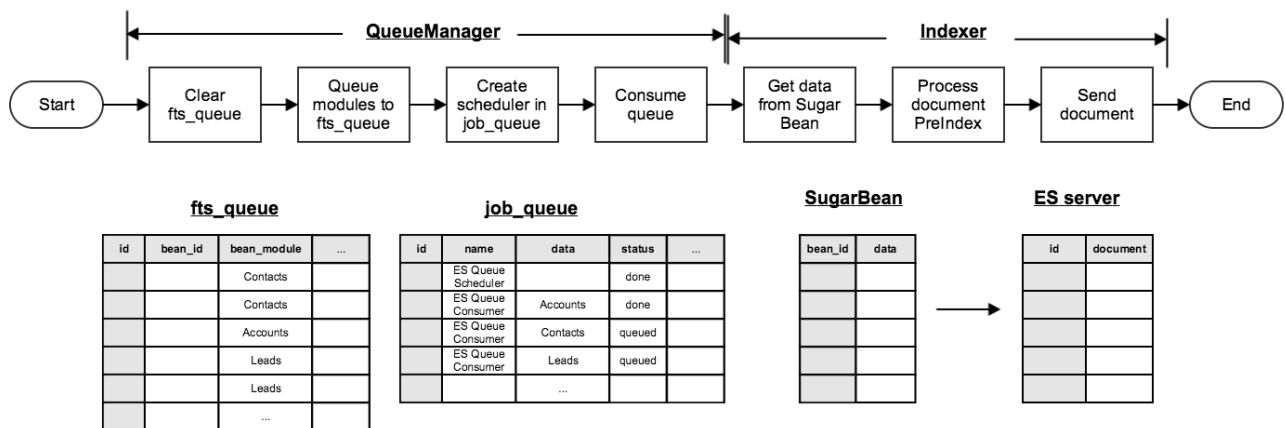 QueueManager
Indexer
Start
Clear
fts_queue
Queue
modules to
fts_queue
Create
scheduler in
job_queue
Consume
queue
Get data
from Sugar
Bean
Process
document
PreIndex
Send
document
End
fts_queue
id bean_id bean_module ...
Contacts
Contacts
Accounts
Leads
Leads
...
job_queue
id name data status ...
ES Queue
Scheduler
done
ES Queue
Consumer
Accounts
done
ES Queue
Consumer
Contacts
queued
ES Queue
Consumer
Leads
queued
...
SugarBean
bean_id data
ES server
id document